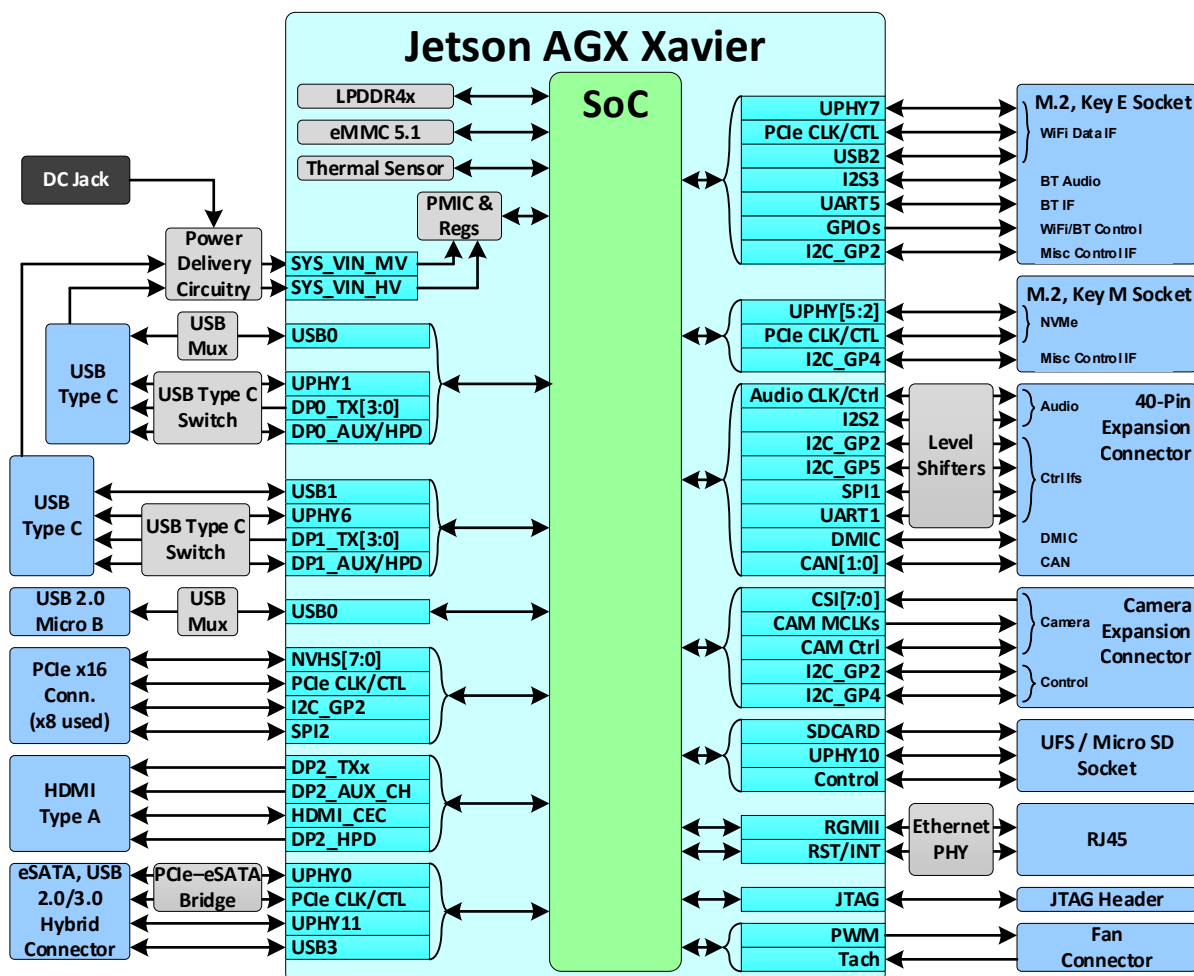 Jetson AGX Xavier
SoC
LPDDR4x
eMMC 5.1
Thermal Sensor
PMIC &
Regs
DC Jack
Power
Delivery
Circuitry
SYS_VIN_MV
SYS_VIN_HV
USB
Type C
USB
Mux
USB Type C
Switch
USB0
UPHY1
DP0_TX[3:0]
DP0_AUX/HPD
USB
Type C
USB Type C
Switch
USB1
UPHY6
DP1_TX[3:0]
DP1_AUX/HPD
USB 2.0
Micro B
USB
Mux
USB0
PCIe x16
Conn.
(x8 used)
NVHS[7:0]
PCIe CLK/CTL
I2C_GP2
SPI2
HDMI
Type A
DP2_TXx
DP2_AUX_CH
HDMI_CEC
DP2_HPD
eSATA, USB
2.0/3.0
Hybrid
Connector
PCIe–eSATA
Bridge
UPHY0
PCIe CLK/CTL
UPHY11
USB3
UPHY7
PCIe CLK/CTL
USB2
I2S3
UART5
GPIOs
I2C_GP2
M.2, Key E Socket
WiFi Data IF
BT Audio
BT IF
WiFi/BT Control
Misc Control IF
UPHY[5:2]
PCIe CLK/CTL
I2C_GP4
M.2, Key M Socket
NVMe
Misc Control IF
Audio CLK/Ctrl
I2S2
I2C_GP2
I2C_GP5
SPI1
UART1
DMIC
CAN[1:0]
Level
Shifters
Audio
Ctrl Ifs
DMIC
CAN
40-Pin
Expansion
Connector
CSI[7:0]
CAM MCLKs
CAM Ctrl
I2C_GP2
I2C_GP4
Camera
Control
Camera
Expansion
Connector
SDCARD
UPHY10
Control
UFS / Micro SD
Socket
RGMII
RST/INT
Ethernet
PHY
RJ45
JTAG
JTAG Header
PWM
Tach
Fan
Connector